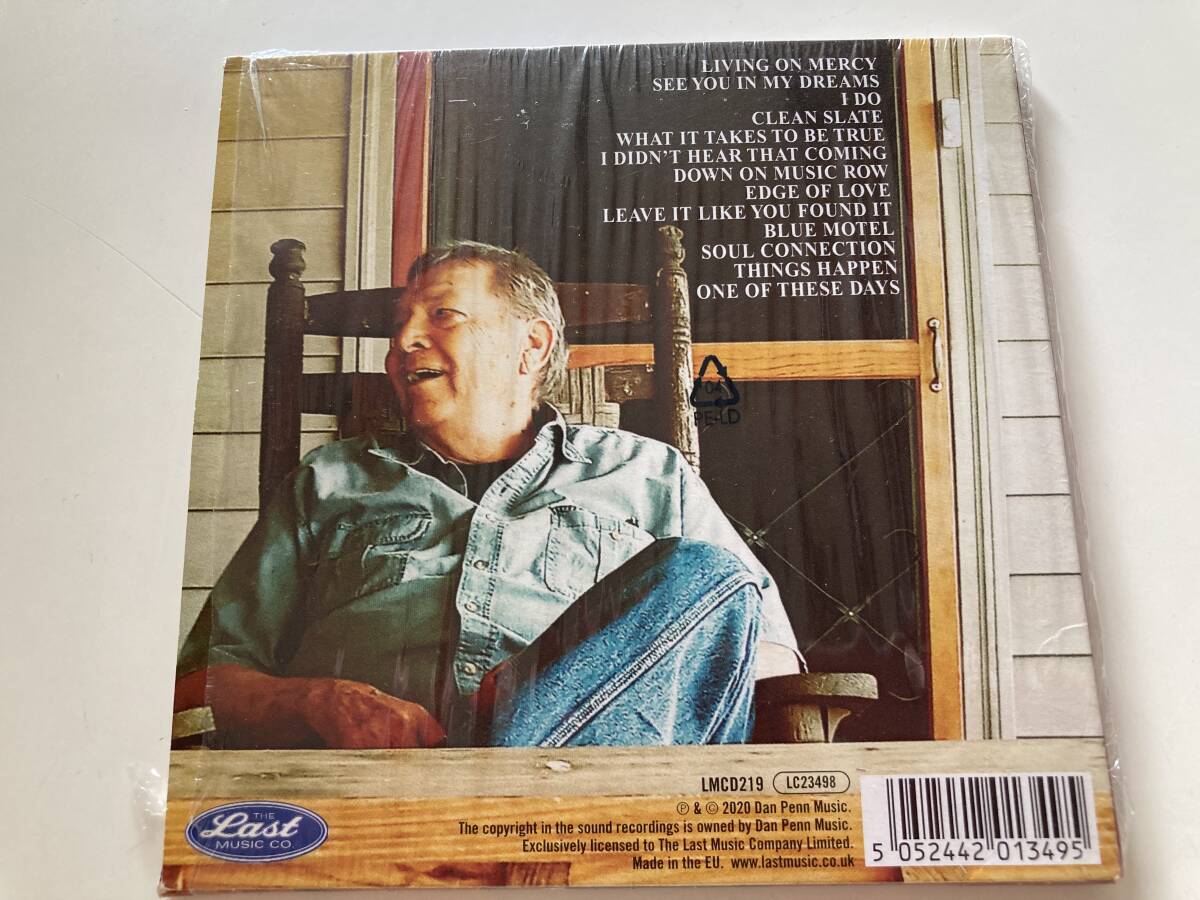 LIVING ON MERCY
SEE YOU IN MY DREAMS
I DO
CLEAN SLATE
WHAT IT TAKES TO BE TRUE
I DIDN'T HEAR THAT COMING
DOWN ON MUSIC ROW
EDGE OF LOVE
LEAVE IT LIKE YOU FOUND IT
BLUE MOTEL
SOUL CONNECTION
THINGS HAPPEN
ONE OF THESE DAYS
04
PE-LD
LMCD219 LC23498
℗ & © 2020 Dan Penn Music.
The copyright in the sound recordings is owned by Dan Penn Music.
Exclusively licensed to The Last Music Company Limited.
Made in the EU. www.lastmusic.co.uk
THE
Last
MUSIC CO
5 052442 013495